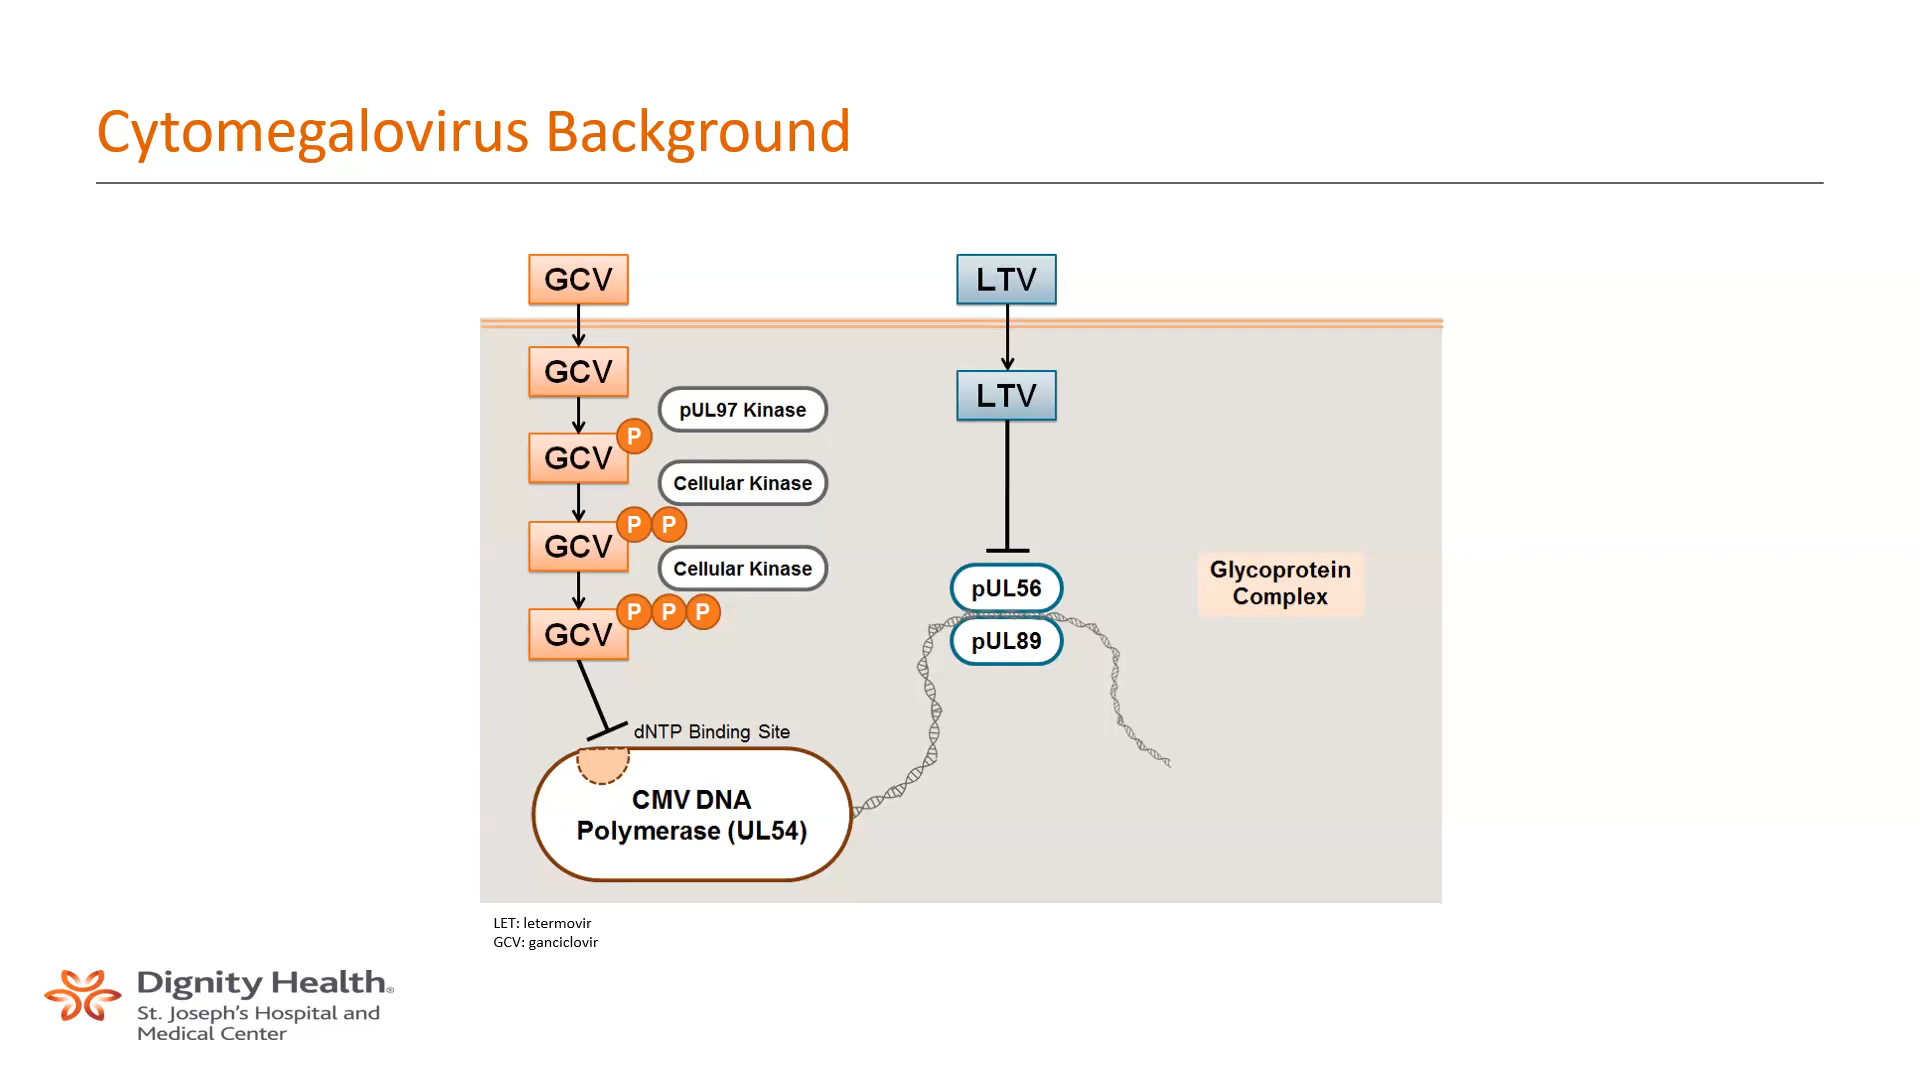 Cytomegalovirus Background
GCV
LTV
GCV
LTV
pUL97 Kinase
P
GCV
Cellular Kinase
P P
GCV
Cellular Kinase
P P P
GCV
pUL56
pUL89
Glycoprotein
Complex
dNTP Binding Site
CMV DNA
Polymerase (UL54)
LET: letermovir
GCV: ganciclovir
Dignity Health®
St. Joseph's Hospital and
Medical Center